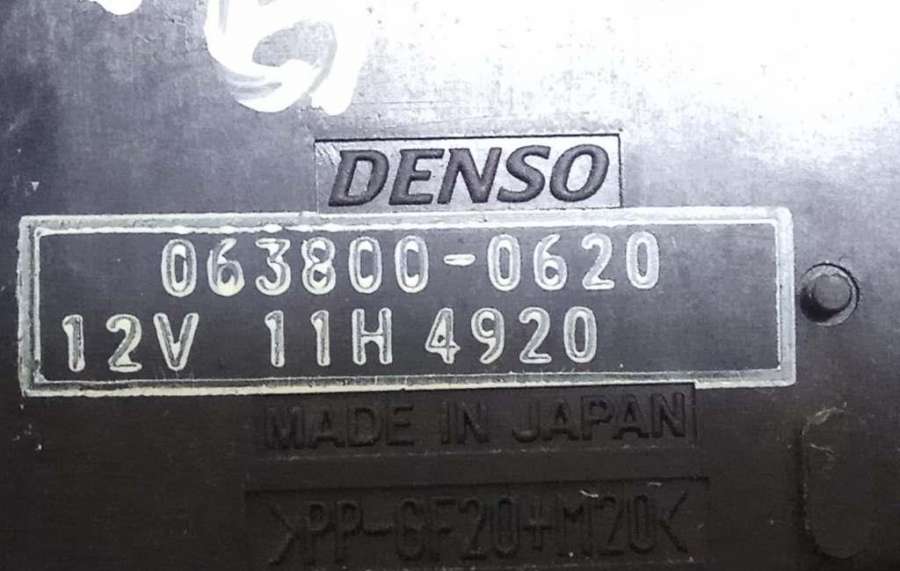 DENSO
063800-0620
12V 11H 4920
MADE IN JAPAN
>PP-GF20+M20<